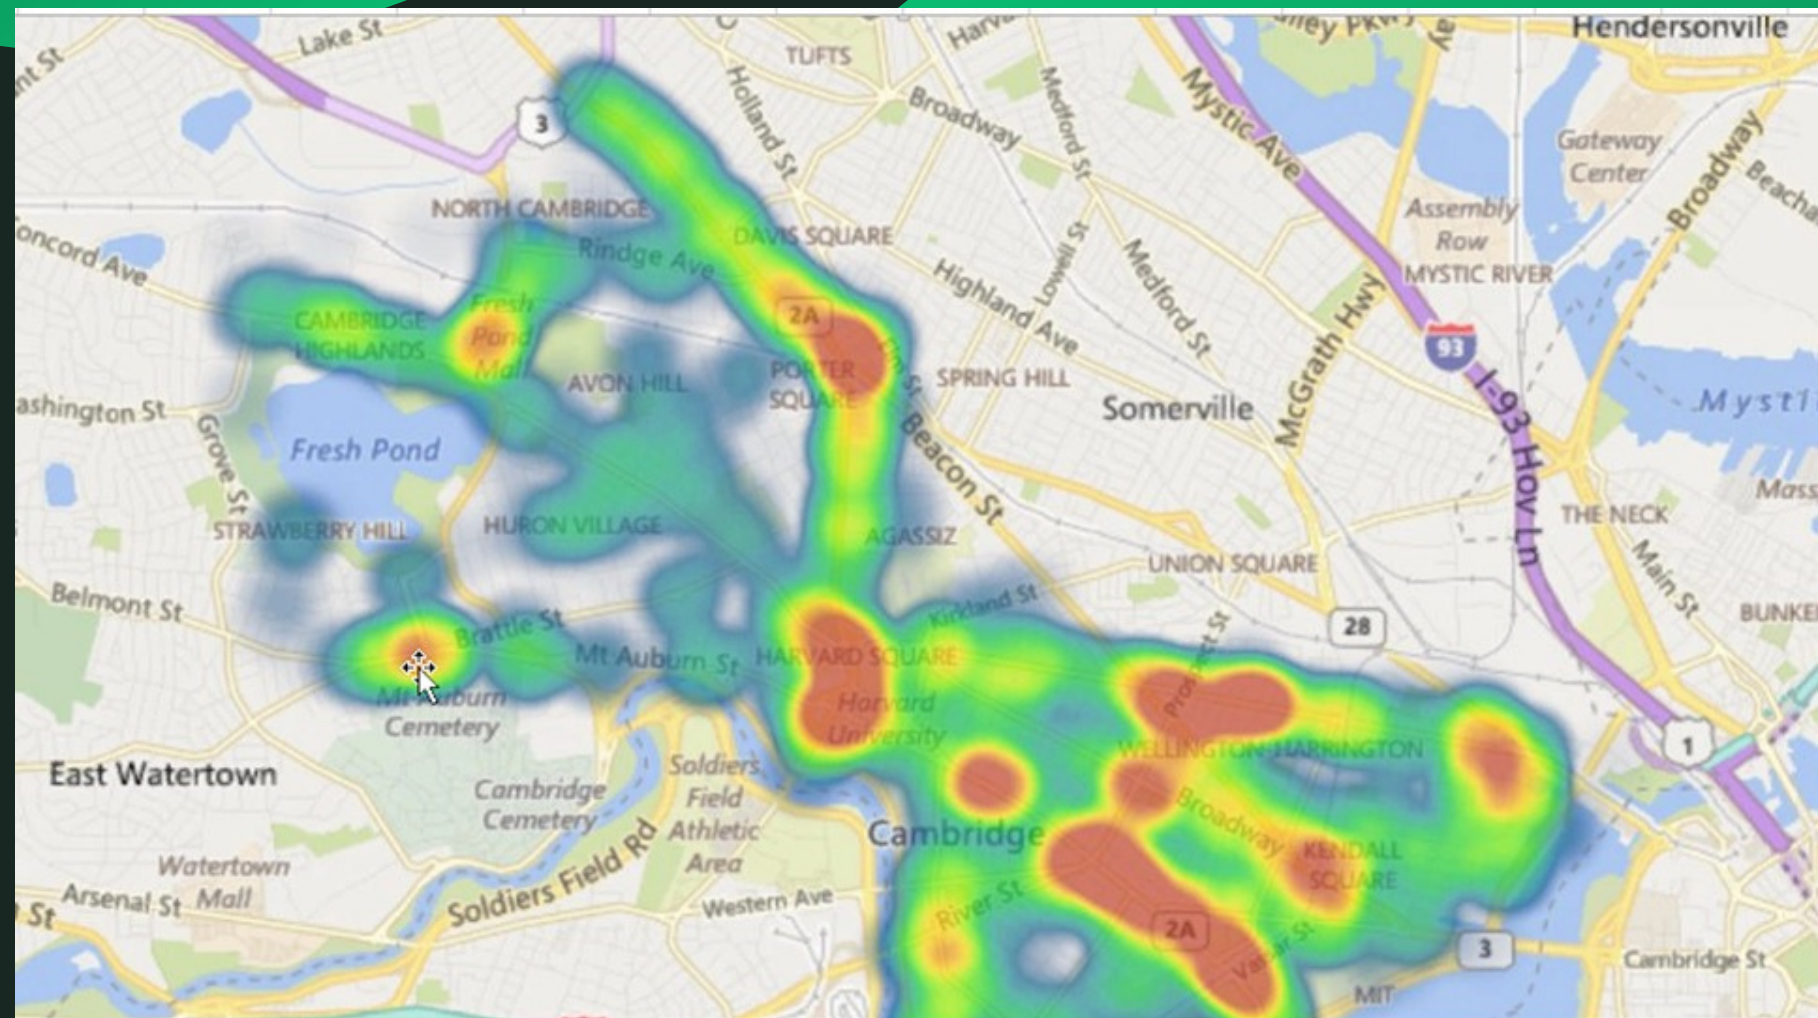 Lake St
TUFTS
Hendersonville
Holland St
Broadway
Medford St
Mystic Ave
Gateway
Center
Broadway
3
NORTH CAMBRIDGE
Assembly
Row
DAVIS SQUARE
Rindge Ave
Lowell St
Medford St
MYSTIC RIVER
Highland Ave
McGrath Hwy
Fresh
Pond
Mall
CAMBRIDGE
HIGHLANDS
2A
93
I-93 Hov Ln
AVON HILL
PORTER
SQUARE
SPRING HILL
Somerville
Grove St
Fresh Pond
Beacon St
STRAWBERRY HILL
HURON VILLAGE
AGASSIZ
THE NECK
UNION SQUARE
Main St
Belmont St
Brattle St
Kirkland St
28
Prospect St
Mt Auburn St
HARVARD SQUARE
Mt Auburn
Cemetery
Harvard
University
WELLINGTON-HARRINGTON
1
East Watertown
Soldiers
Field
Athletic
Area
Cambridge
Cemetery
Broadway
Cambridge
KENDALL
SQUARE
Watertown
Mall
Arsenal St
Soldiers Field Rd
Western Ave
River St
2A
Vassar St
3
Cambridge St
St
MIT